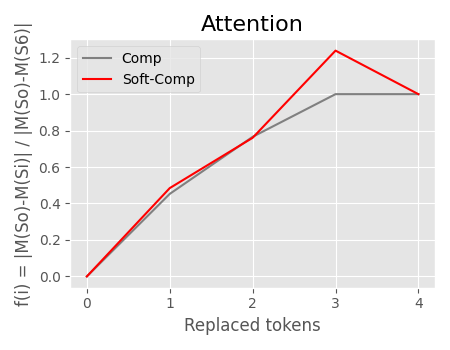 Attention
f(i) = |M(So)-M(Si)| / |M(So)-M(S6)|
1.2
1.0
0.8
0.6
0.4
0.2
0.0
Comp
Soft-Comp
0 1 2 3 4
Replaced tokens